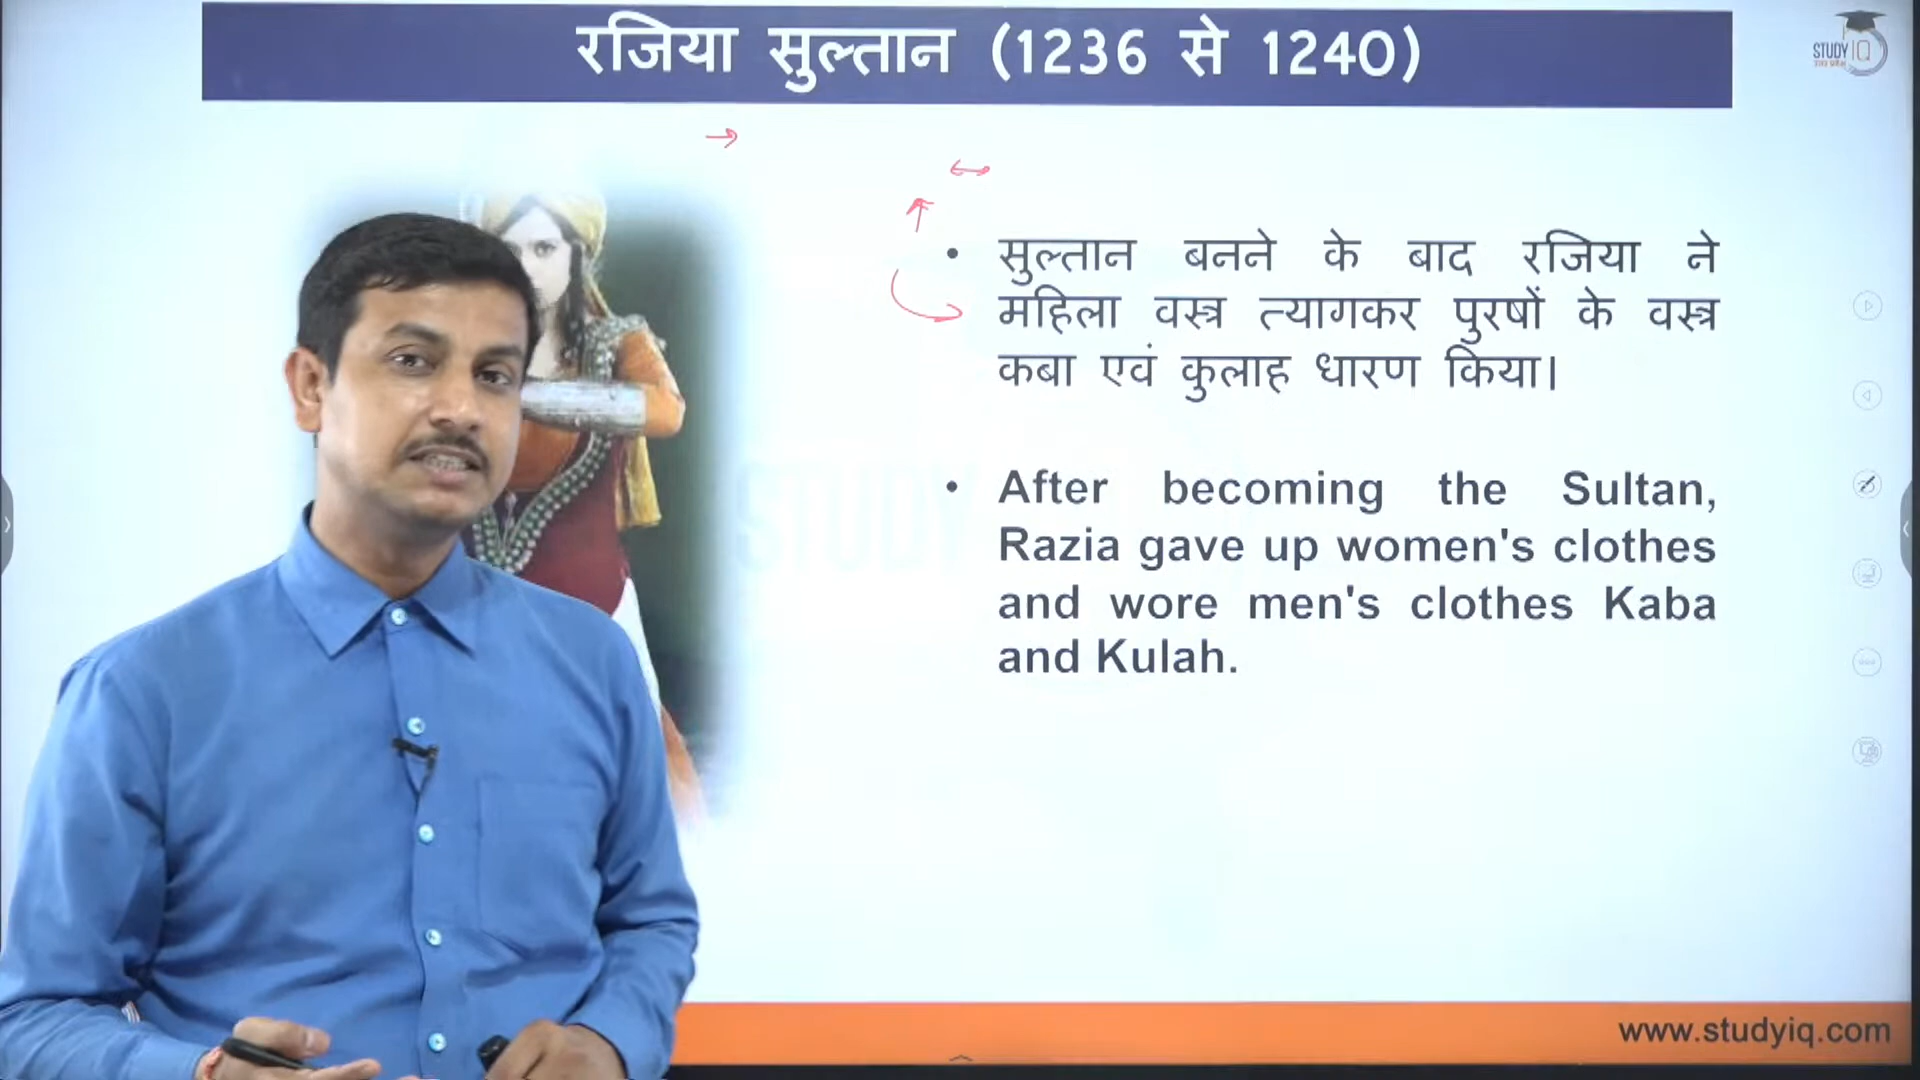 रजिया सुल्तान (1236 से 1240)
STUDY IQ
• सुल्तान बनने के बाद रजिया ने
महिला वस्त्र त्यागकर पुरषों के वस्त्र
कबा एवं कुलाह धारण किया।
STUDY
• After becoming the Sultan,
Razia gave up women's clothes
and wore men's clothes Kaba
and Kulah.
www.studyiq.com